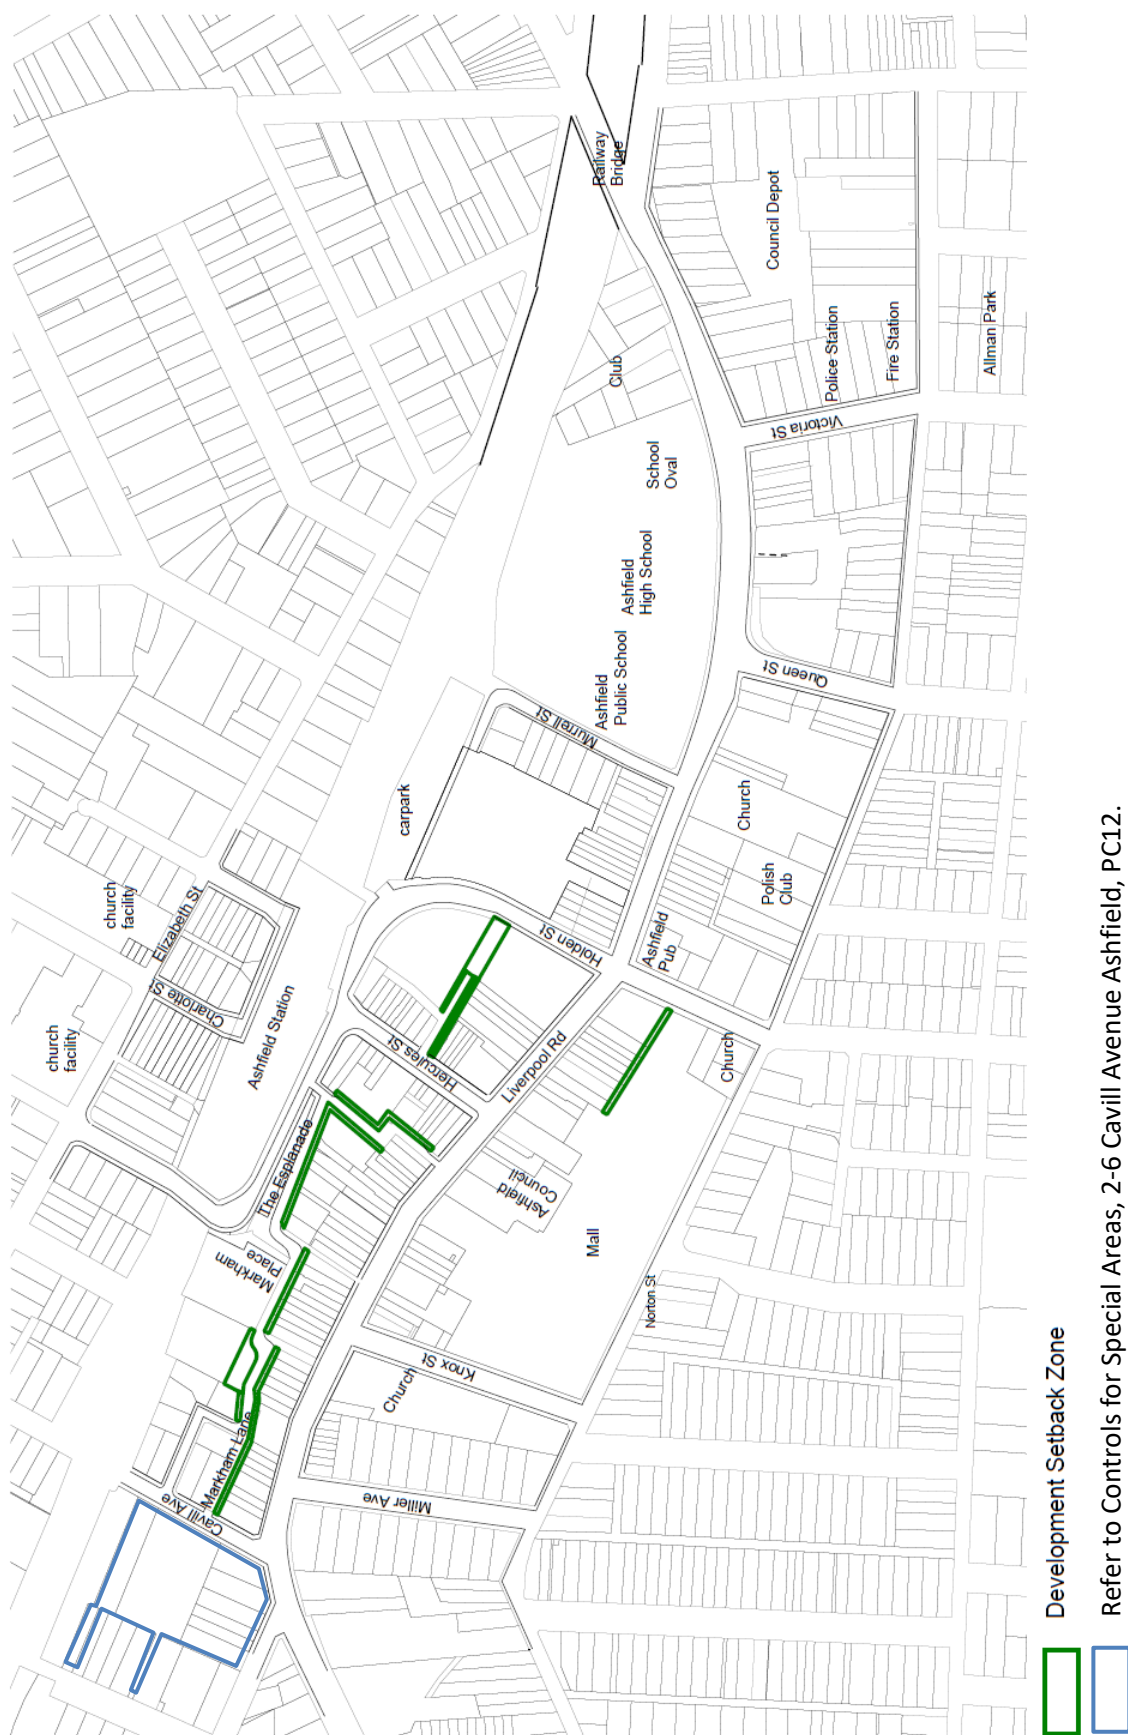 church
facility
church
facility
Elizabeth St
Charlotte St
Ashfield Station
carpark
Railway
Bridge
Club
School
Oval
Ashfield
High School
Ashfield
Public School
Murrell St
Council Depot
Police Station
Fire Station
Allman Park
Victoria St
Queen St
Church
Polish
Club
Ashfield
Pub
Holden St
Hercules St
Liverpool Rd
The Esplanade
Markham
Place
Ashfield
Council
Mall
Church
Norton St
Knox St
Church
Markham Lane
Cavill Ave
Miller Ave
Development Setback Zone
Refer to Controls for Special Areas, 2-6 Cavill Avenue Ashfield, PC12.